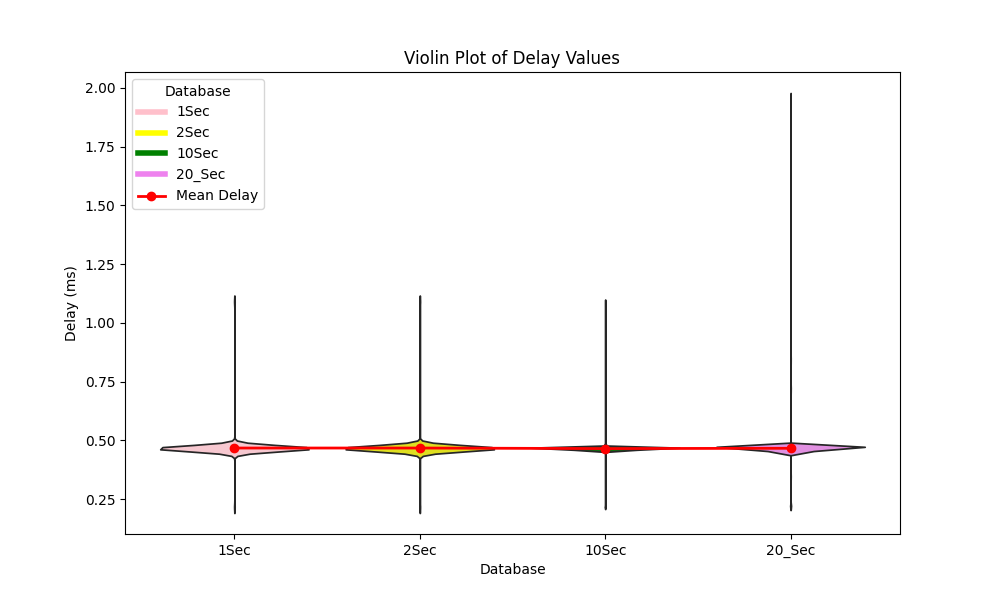 Violin Plot of Delay Values
Database
1Sec
2Sec
10Sec
20_Sec
Mean Delay
Delay (ms)
2.00
1.75
1.50
1.25
1.00
0.75
0.50
0.25
1Sec 2Sec 10Sec 20_Sec
Database